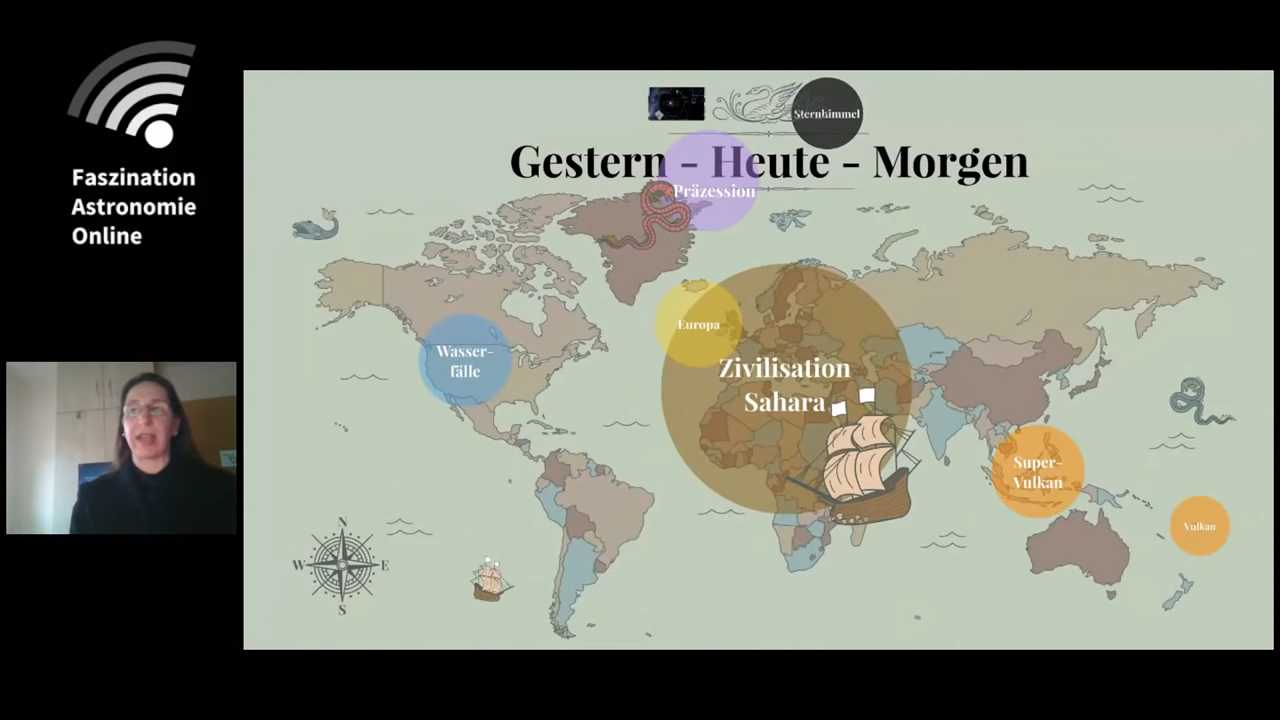 Faszination
Astronomie
Online
Sternhimmel
Gestern - Heute - Morgen
Präzession
Europa
Wasser-
fälle
Zivilisation
Sahara
Super-
Vulkan
Vulkan
N
W
E
S